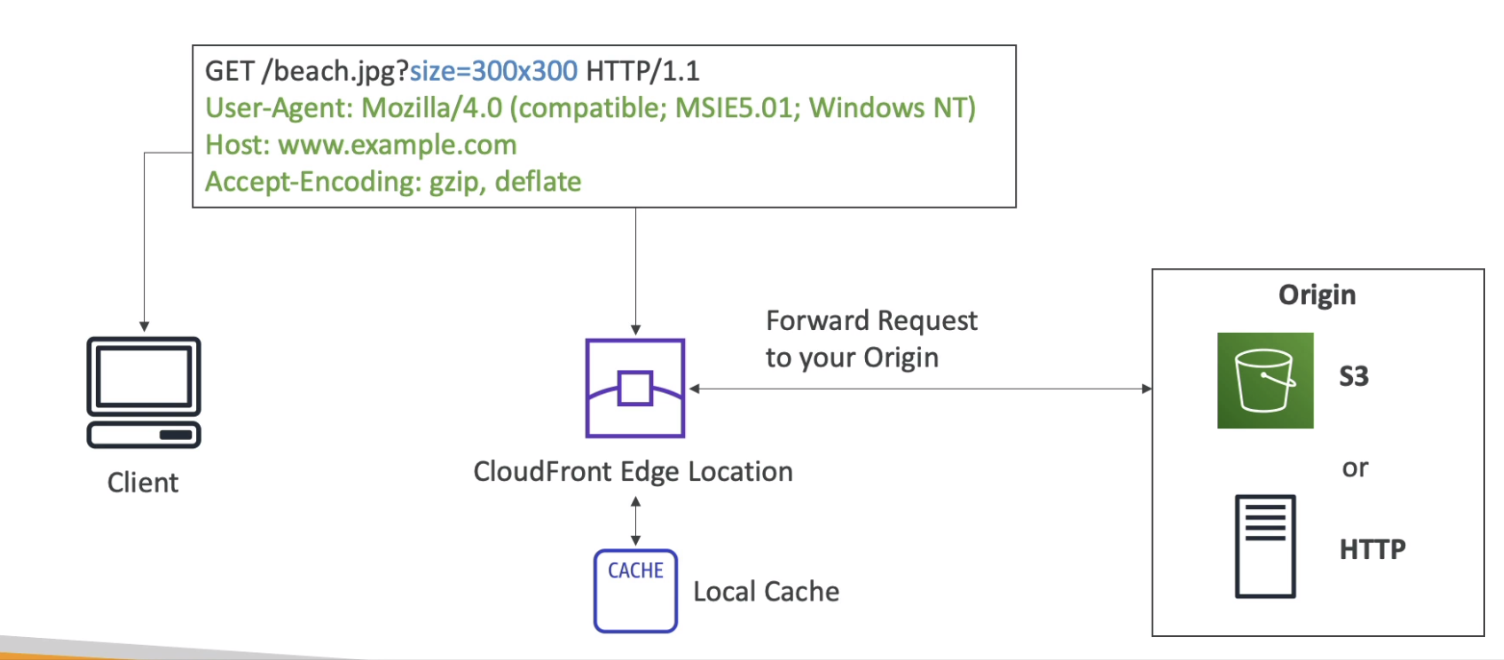 GET /beach.jpg?size=300x300 HTTP/1.1
User-Agent: Mozilla/4.0 (compatible; MSIE5.01; Windows NT)
Host: www.example.com
Accept-Encoding: gzip, deflate
Client
CloudFront Edge Location
CACHE
Local Cache
Forward Request
to your Origin
Origin
S3
or
HTTP